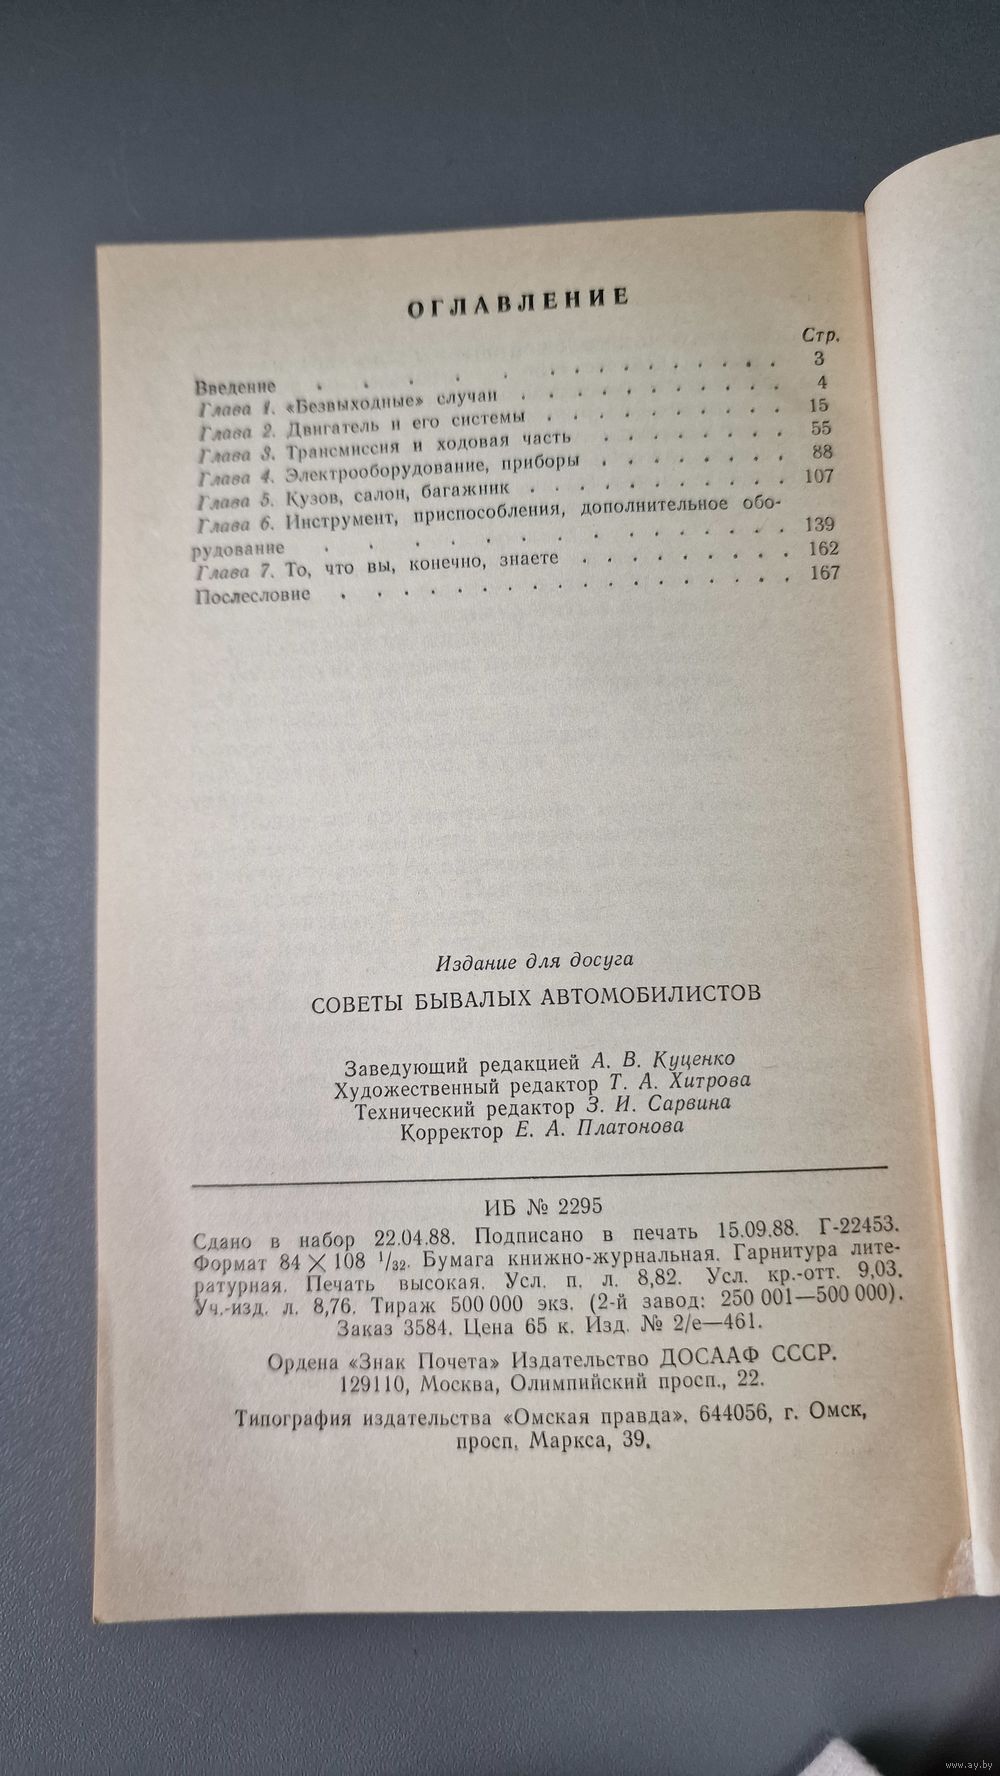 ОГЛАВЛЕНИЕ
Стр.
Введение . . . . . . . . . . . 3
Глава 1. «Безвыходные» случаи . . . . . . . 4
Глава 2. Двигатель и его системы . . . . . . 15
Глава 3. Трансмиссия и ходовая часть . . . . . 55
Глава 4. Электрооборудование, приборы . . . . . 88
Глава 5. Кузов, салон, багажник . . . . . . . 107
Глава 6. Инструмент, приспособления, дополнительное обо-
рудование . . . . . . . . . . . 139
Глава 7. То, что вы, конечно, знаете . . . . . . 162
Послесловие . . . . . . . . . . . 167
Издание для досуга
СОВЕТЫ БЫВАЛЫХ АВТОМОБИЛИСТОВ
Заведующий редакцией А. В. Куценко
Художественный редактор Т. А. Хитрова
Технический редактор З. И. Сарвина
Корректор Е. А. Платонова
ИБ № 2295
Сдано в набор 22.04.88. Подписано в печать 15.09.88. Г-22453.
Формат 84×108 1/32. Бумага книжно-журнальная. Гарнитура лите-
ратурная. Печать высокая. Усл. п. л. 8,82. Усл. кр.-отт. 9,03.
Уч.-изд. л. 8,76. Тираж 500 000 экз. (2-й завод: 250 001—500 000).
Заказ 3584. Цена 65 к. Изд. № 2/е—461.
Ордена «Знак Почета» Издательство ДОСААФ СССР.
129110, Москва, Олимпийский просп., 22.
Типография издательства «Омская правда». 644056, г. Омск,
просп. Маркса, 39.
www.ay.by